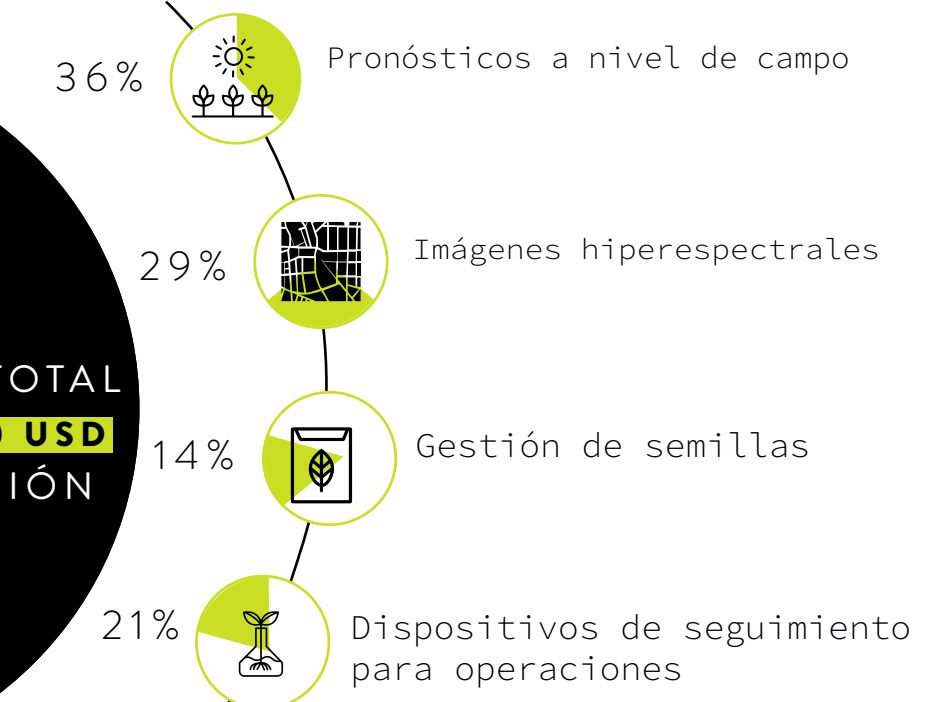 36%
Pronósticos a nivel de campo
29%
Imágenes hiperespectrales
TOTAL
USD
IÓN
14%
Gestión de semillas
21%
Dispositivos de seguimiento
para operaciones